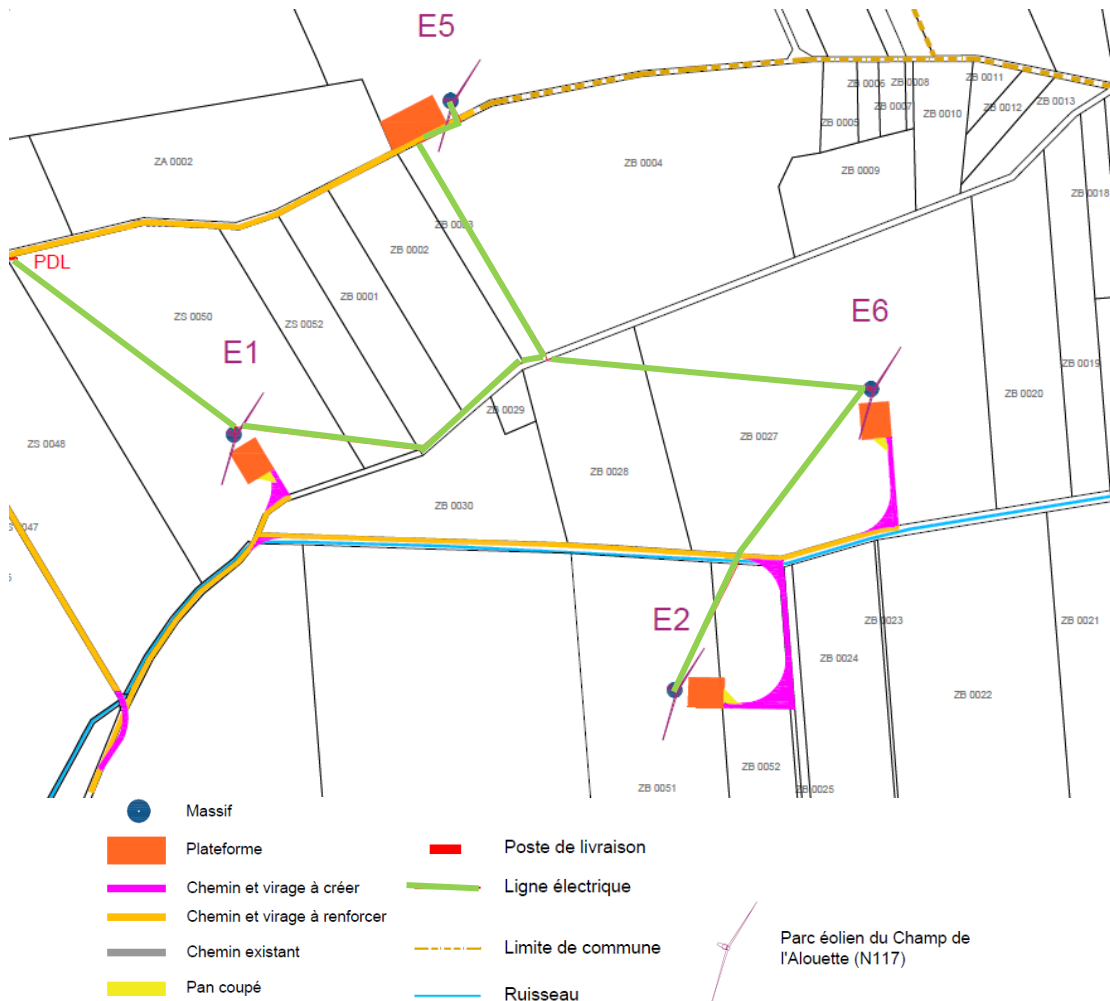 E5
ZB 0006
ZB 0008
ZB 0011
ZB 0007
ZB 0010
ZB 0012
ZB 0013
ZB 0005
ZA 0002
ZB 0004
ZB 0009
ZB 0018
ZB 0002
PDL
ZB 0001
ZS 0050
ZS 0052
E6
E1
ZB 0019
ZB 0020
ZB 0029
ZS 0048
ZB 0027
ZB 0028
ZB 0030
E2
ZB 0023
ZB 0021
ZB 0024
ZB 0022
ZB 0052
ZB 0051
ZB 0025
Massif
Plateforme
Chemin et virage à créer
Chemin et virage à renforcer
Chemin existant
Pan coupé
Poste de livraison
Ligne électrique
Limite de commune
Ruisseau
Parc éolien du Champ de
l'Alouette (N117)